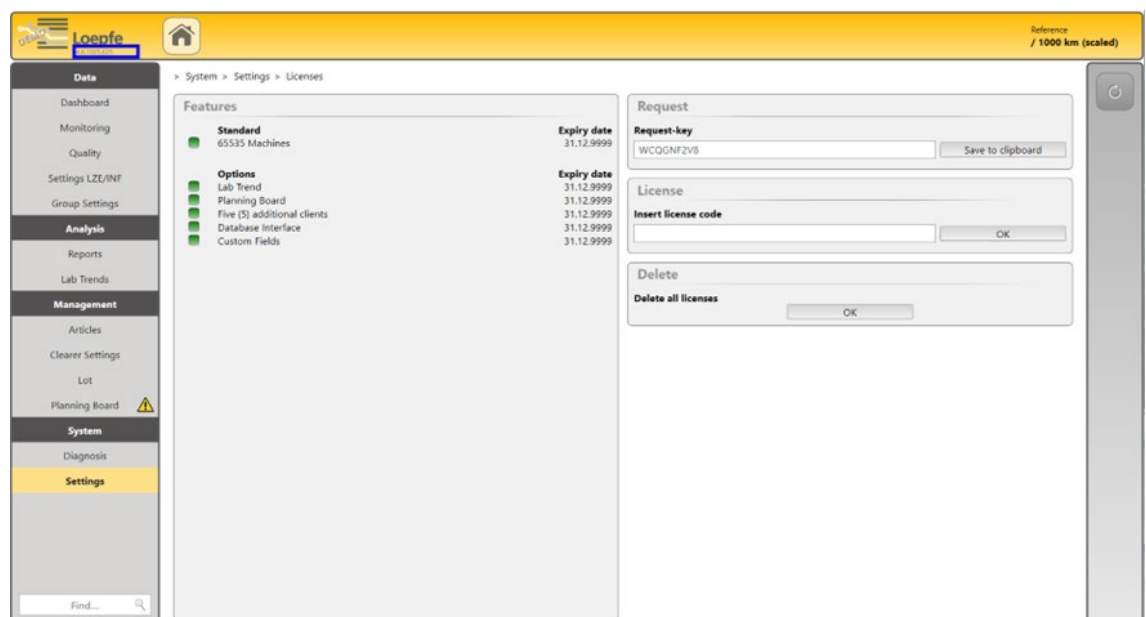 DEMO
Loepfe
Reference
/ 1000 km (scaled)
Data
Dashboard
Monitoring
Quality
Settings LZE/INF
Group Settings
Analysis
Reports
Lab Trends
Management
Articles
Clearer Settings
Lot
Planning Board
System
Diagnosis
Settings
Find...
> System > Settings > Licenses
Features
Standard Expiry date
65535 Machines 31.12.9999
Options Expiry date
Lab Trend 31.12.9999
Planning Board 31.12.9999
Five (5) additional clients 31.12.9999
Database Interface 31.12.9999
Custom Fields 31.12.9999
Request
Request-key
WCQGNF2V8 Save to clipboard
License
Insert license code
OK
Delete
Delete all licenses
OK